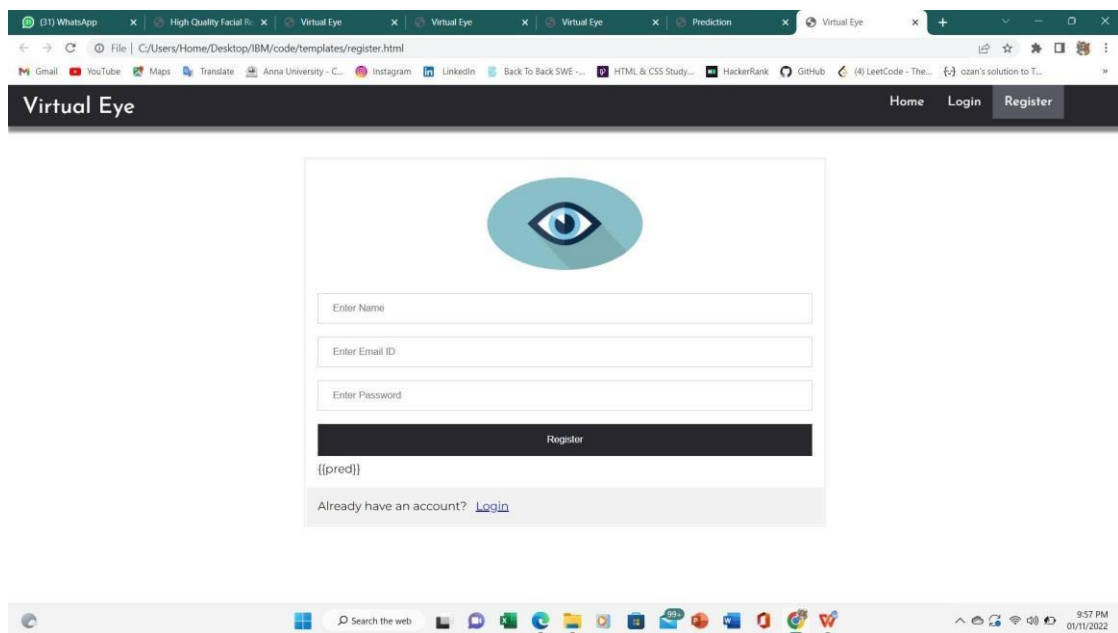 (31) WhatsApp
High Quality Facial Re
Virtual Eye
Virtual Eye
Virtual Eye
Prediction
Virtual Eye
File | C:/Users/Home/Desktop/IBM/code/templates/register.html
Gmail YouTube Maps Translate Anna University - C... Instagram LinkedIn Back To Back SWE -... HTML & CSS Study... HackerRank GitHub (4) LeetCode - The... ozan's solution to T... »
Virtual Eye Home Login Register
Enter Name
Enter Email ID
Enter Password
Register
{{pred}}
Already have an account? Login
Search the web
99+
9:57 PM
01/11/2022